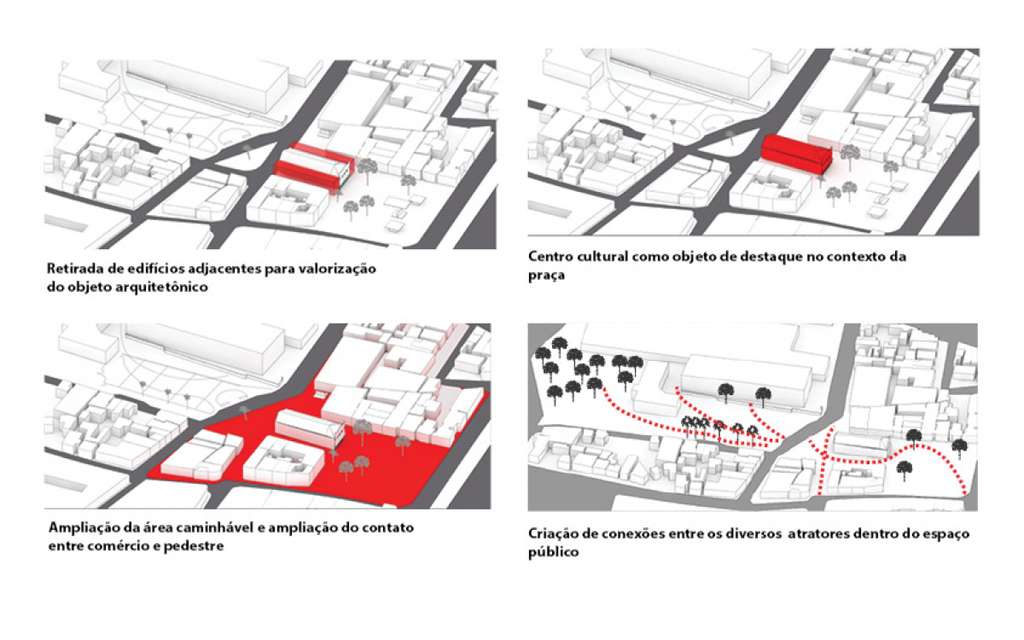 Retirada de edifícios adjacentes para valorização
do objeto arquitetônico
Centro cultural como objeto de destaque no contexto da
praça
Ampliação da área caminhável e ampliação do contato
entre comércio e pedestre
Criação de conexões entre os diversos atratores dentro do espaço
público